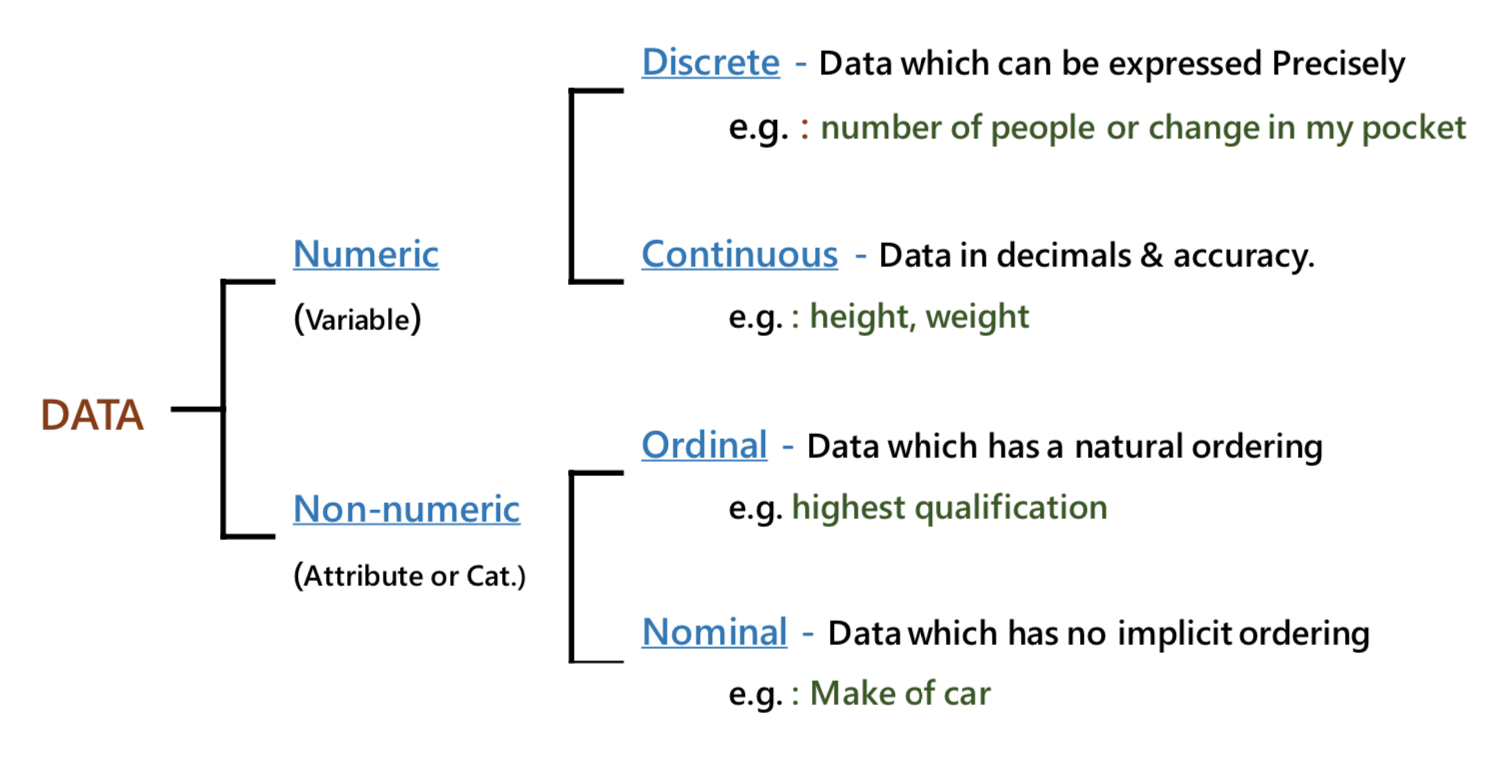 DATA
Numeric
(Variable)
Discrete - Data which can be expressed Precisely
e.g. : number of people or change in my pocket
Continuous - Data in decimals & accuracy.
e.g. : height, weight
Non-numeric
(Attribute or Cat.)
Ordinal - Data which has a natural ordering
e.g. highest qualification
Nominal - Data which has no implicit ordering
e.g. : Make of car